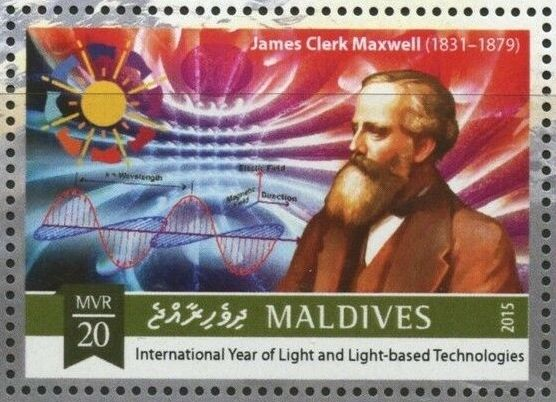 James Clerk Maxwell (1831–1879)
λ = Wavelength
Electric Field
Magnetic
Field
Direction
MVR
20
ދިވެހިރާއްޖެ
MALDIVES
2015
International Year of Light and Light-based Technologies